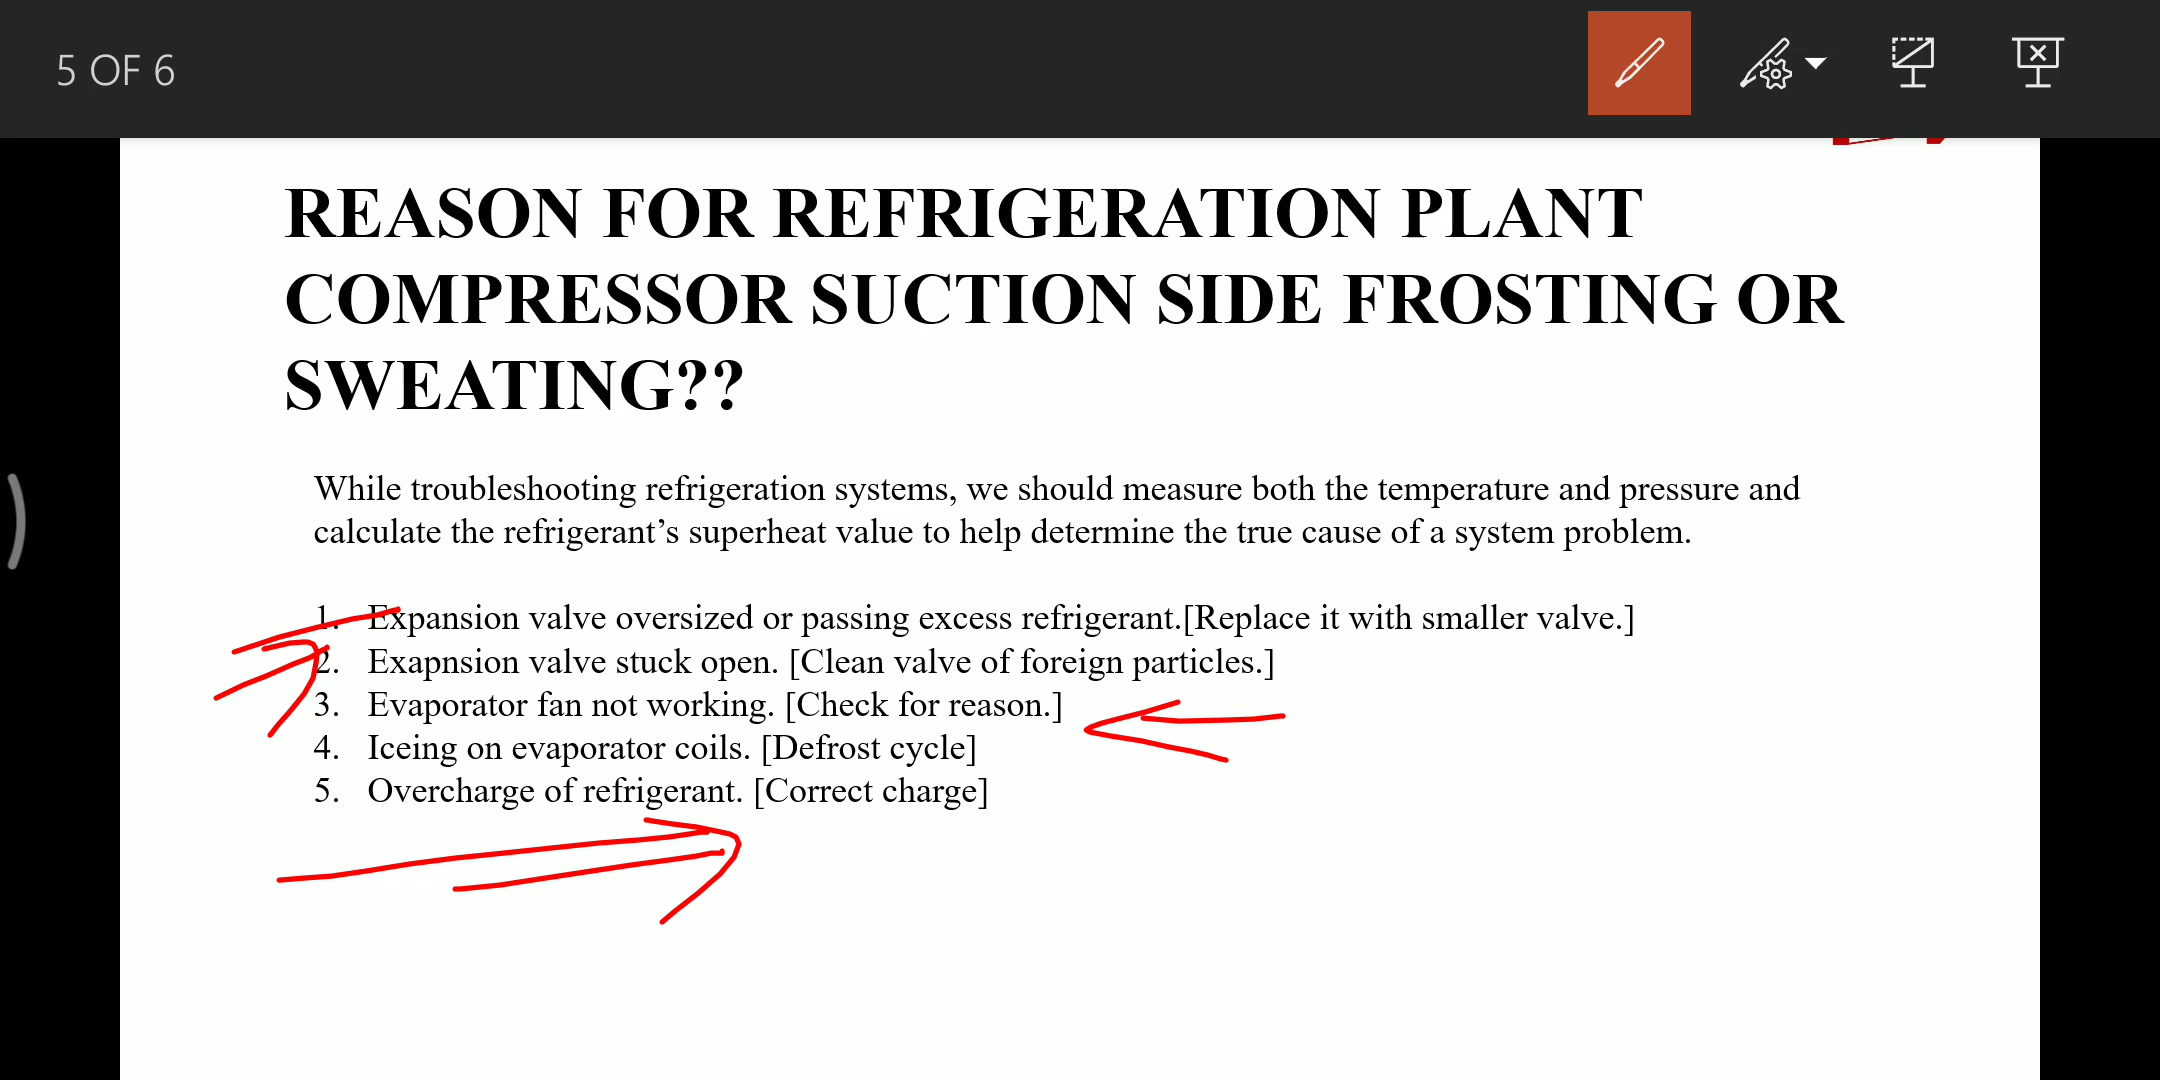 5 OF 6
REASON FOR REFRIGERATION PLANT
COMPRESSOR SUCTION SIDE FROSTING OR
SWEATING??
While troubleshooting refrigeration systems, we should measure both the temperature and pressure and
calculate the refrigerant’s superheat value to help determine the true cause of a system problem.
1. Expansion valve oversized or passing excess refrigerant.[Replace it with smaller valve.]
2. Exapnsion valve stuck open. [Clean valve of foreign particles.]
3. Evaporator fan not working. [Check for reason.]
4. Iceing on evaporator coils. [Defrost cycle]
5. Overcharge of refrigerant. [Correct charge]